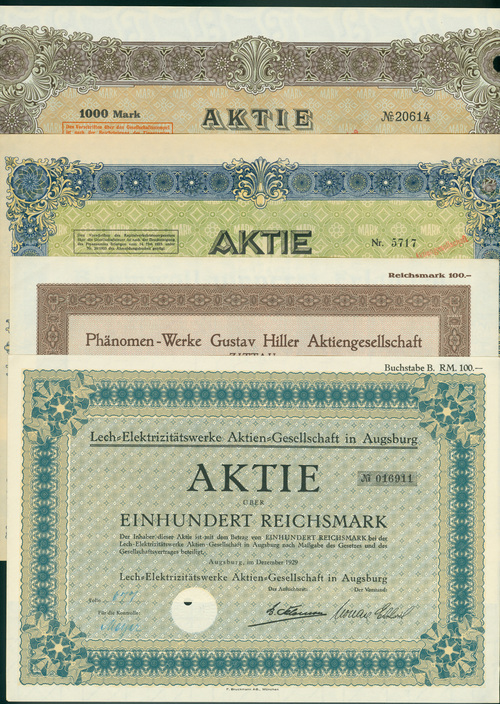 1000 Mark
AKTIE
№ 20614
AKTIE
Nr. 5717
Reichsmark 100.–
Phänomen-Werke Gustav Hiller Aktiengesellschaft
ZITTAU
Buchstabe B. RM. 100.—
Lech-Elektrizitätswerke Aktien-Gesellschaft in Augsburg
AKTIE
№ 016911
ÜBER
EINHUNDERT REICHSMARK
Der Inhaber dieser Aktie ist mit dem Betrag von EINHUNDERT REICHSMARK bei der
Lech-Elektrizitätswerke Aktien-Gesellschaft in Augsburg nach Maßgabe des Gesetzes und des
Gesellschaftsvertrages beteiligt.
Augsburg, im Dezember 1929
Lech-Elektrizitätswerke Aktien-Gesellschaft in Augsburg
Der Aufsichtsrat: Der Vorstand:
Für die Kontrolle: